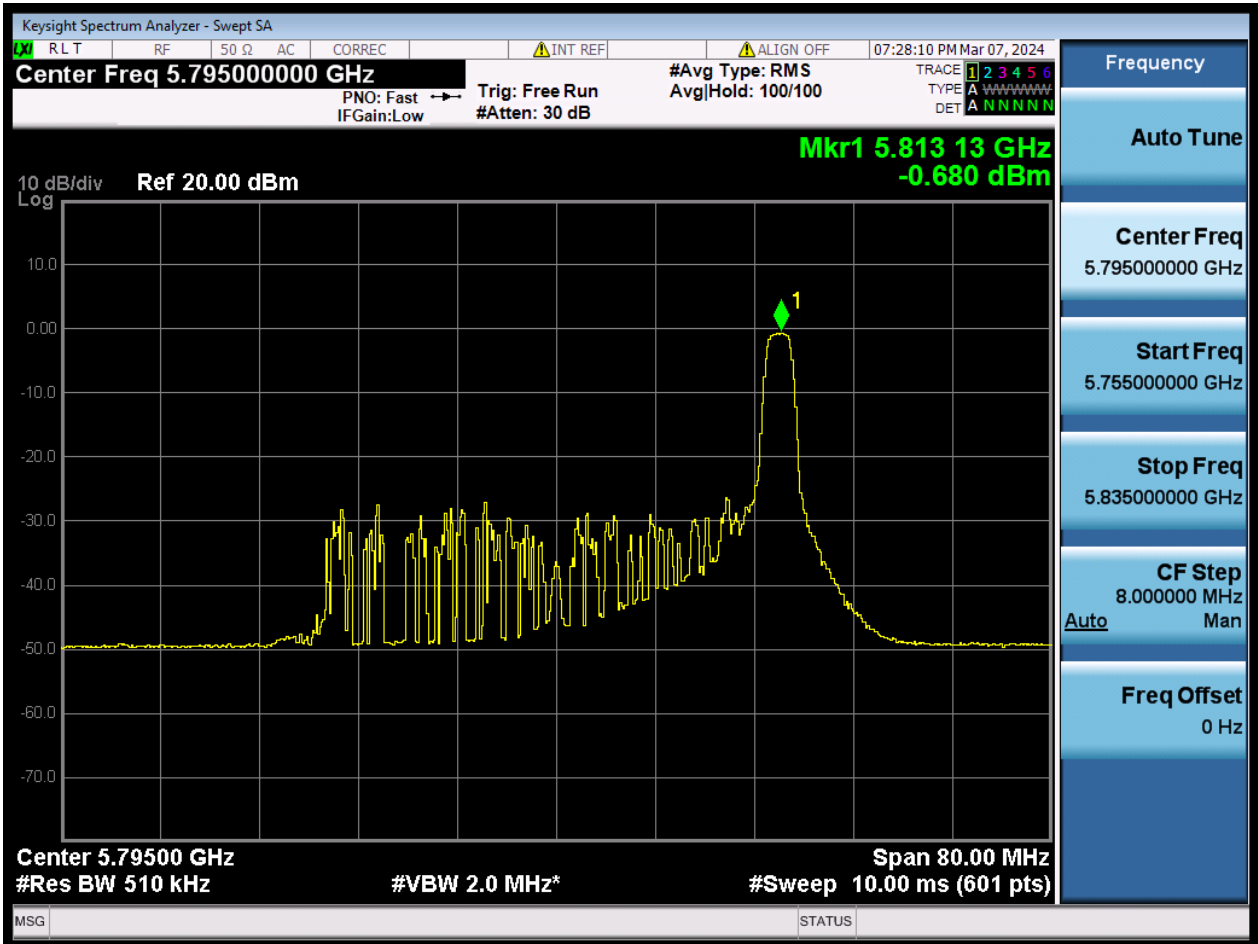 Keysight Spectrum Analyzer - Swept SA
LXI RLT RF 50 Ω AC CORREC INT REF ALIGN OFF 07:28:10 PM Mar 07, 2024
Center Freq 5.795000000 GHz
PNO: Fast
IFGain:Low
Trig: Free Run
#Atten: 30 dB
#Avg Type: RMS
Avg|Hold: 100/100
TRACE 1 2 3 4 5 6
TYPE A WWWWW
DET A N N N N N
Mkr1 5.813 13 GHz
-0.680 dBm
10 dB/div Ref 20.00 dBm
Log
1
10.0
0.00
-10.0
-20.0
-30.0
-40.0
-50.0
-60.0
-70.0
Center 5.79500 GHz Span 80.00 MHz
#Res BW 510 kHz #VBW 2.0 MHz* #Sweep 10.00 ms (601 pts)
MSG STATUS
Frequency
Auto Tune
Center Freq
5.795000000 GHz
Start Freq
5.755000000 GHz
Stop Freq
5.835000000 GHz
CF Step
8.000000 MHz
Auto Man
Freq Offset
0 Hz